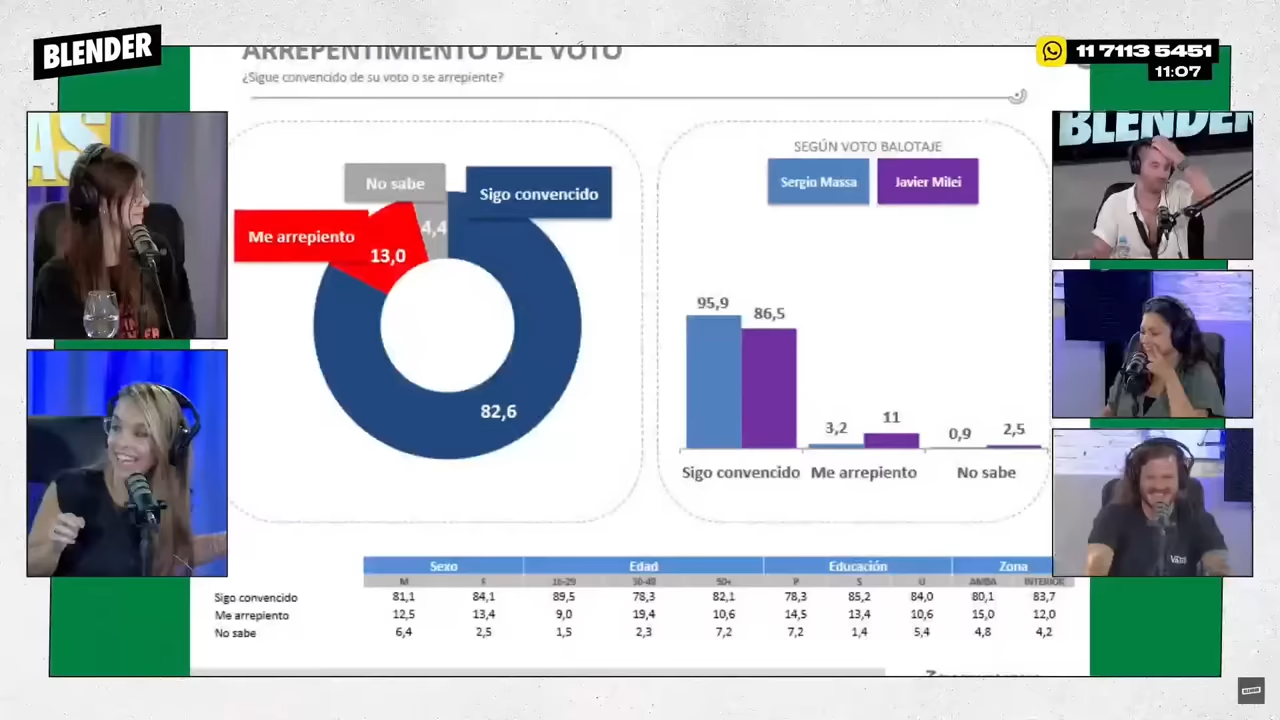 BLENDER
ARREPENTIMIENTO DEL VOTO
¿Sigue convencido de su voto o se arrepiente?
11 7113 5451
11:07
AS
BLENDER
No sabe
Sigo convencido
Me arrepiento
4,4
13,0
82,6
SEGÚN VOTO BALOTAJE
Sergio Massa
Javier Milei
95,9
86,5
3,2
11
0,9
2,5
Sigo convencido Me arrepiento No sabe
Vans
Sexo Edad Educación Zona
M F 16-29 30-49 50+ P S U AMBA INTERIOR
Sigo convencido 81,1 84,1 89,5 78,3 82,1 78,3 85,2 84,0 80,1 83,7
Me arrepiento 12,5 13,4 9,0 19,4 10,6 14,5 13,4 10,6 15,0 12,0
No sabe 6,4 2,5 1,5 2,3 7,2 7,2 1,4 5,4 4,8 4,2